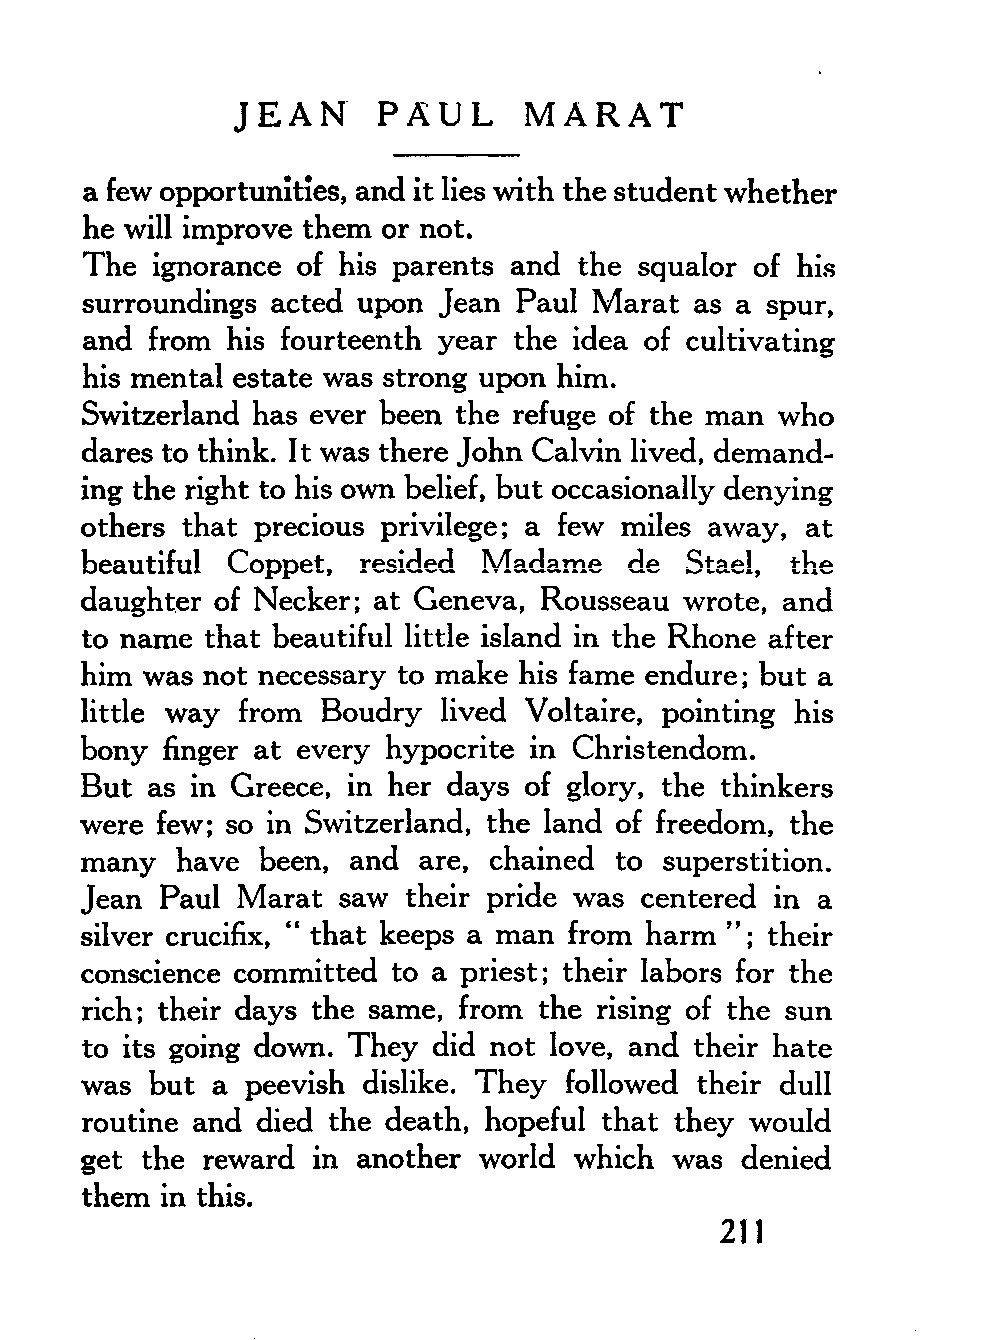 JEAN PAUL MARAT
a few opportunities, and it lies with the student whether
he will improve them or not.
The ignorance of his parents and the squalor of his
surroundings acted upon Jean Paul Marat as a spur,
and from his fourteenth year the idea of cultivating
his mental estate was strong upon him.
Switzerland has ever been the refuge of the man who
dares to think. It was there John Calvin lived, demand-
ing the right to his own belief, but occasionally denying
others that precious privilege; a few miles away, at
beautiful Coppet, resided Madame de Stael, the
daughter of Necker; at Geneva, Rousseau wrote, and
to name that beautiful little island in the Rhone after
him was not necessary to make his fame endure; but a
little way from Boudry lived Voltaire, pointing his
bony finger at every hypocrite in Christendom.
But as in Greece, in her days of glory, the thinkers
were few; so in Switzerland, the land of freedom, the
many have been, and are, chained to superstition.
Jean Paul Marat saw their pride was centered in a
silver crucifix, “ that keeps a man from harm ”; their
conscience committed to a priest; their labors for the
rich; their days the same, from the rising of the sun
to its going down. They did not love, and their hate
was but a peevish dislike. They followed their dull
routine and died the death, hopeful that they would
get the reward in another world which was denied
them in this.
211